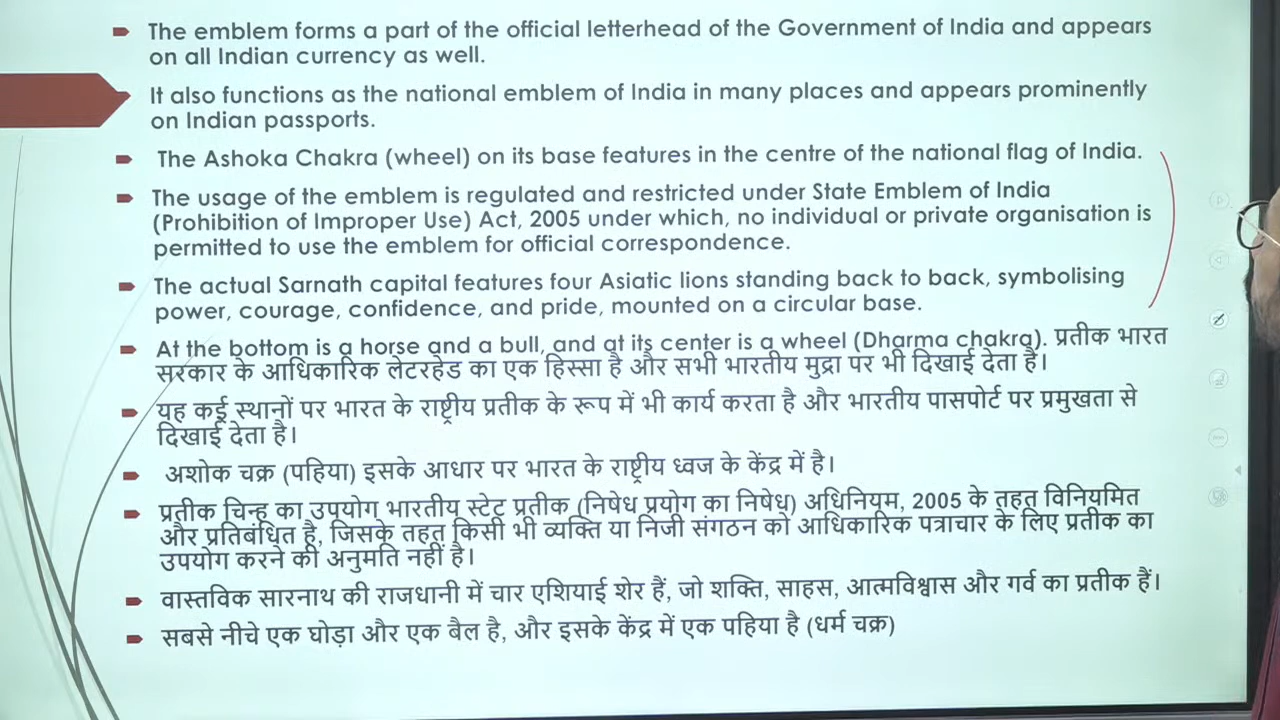 The emblem forms a part of the official letterhead of the Government of India and appears
on all Indian currency as well.
It also functions as the national emblem of India in many places and appears prominently
on Indian passports.
The Ashoka Chakra (wheel) on its base features in the centre of the national flag of India.
The usage of the emblem is regulated and restricted under State Emblem of India
(Prohibition of Improper Use) Act, 2005 under which, no individual or private organisation is
permitted to use the emblem for official correspondence.
The actual Sarnath capital features four Asiatic lions standing back to back, symbolising
power, courage, confidence, and pride, mounted on a circular base.
At the bottom is a horse and a bull, and at its center is a wheel (Dharma chakra). प्रतीक भारत
सरकार के आधिकारिक लेटरहेड का एक हिस्सा है और सभी भारतीय मुद्रा पर भी दिखाई देता है।
यह कई स्थानों पर भारत के राष्ट्रीय प्रतीक के रूप में भी कार्य करता है और भारतीय पासपोर्ट पर प्रमुखता से
दिखाई देता है।
अशोक चक्र (पहिया) इसके आधार पर भारत के राष्ट्रीय ध्वज के केंद्र में है।
प्रतीक चिन्ह का उपयोग भारतीय स्टेट प्रतीक (निषेध प्रयोग का निषेध) अधिनियम, 2005 के तहत विनियमित
और प्रतिबंधित है, जिसके तहत किसी भी व्यक्ति या निजी संगठन को आधिकारिक पत्राचार के लिए प्रतीक का
उपयोग करने की अनुमति नहीं है।
वास्तविक सारनाथ की राजधानी में चार एशियाई शेर हैं, जो शक्ति, साहस, आत्मविश्वास और गर्व का प्रतीक हैं।
सबसे नीचे एक घोड़ा और एक बैल है, और इसके केंद्र में एक पहिया है (धर्म चक्र)